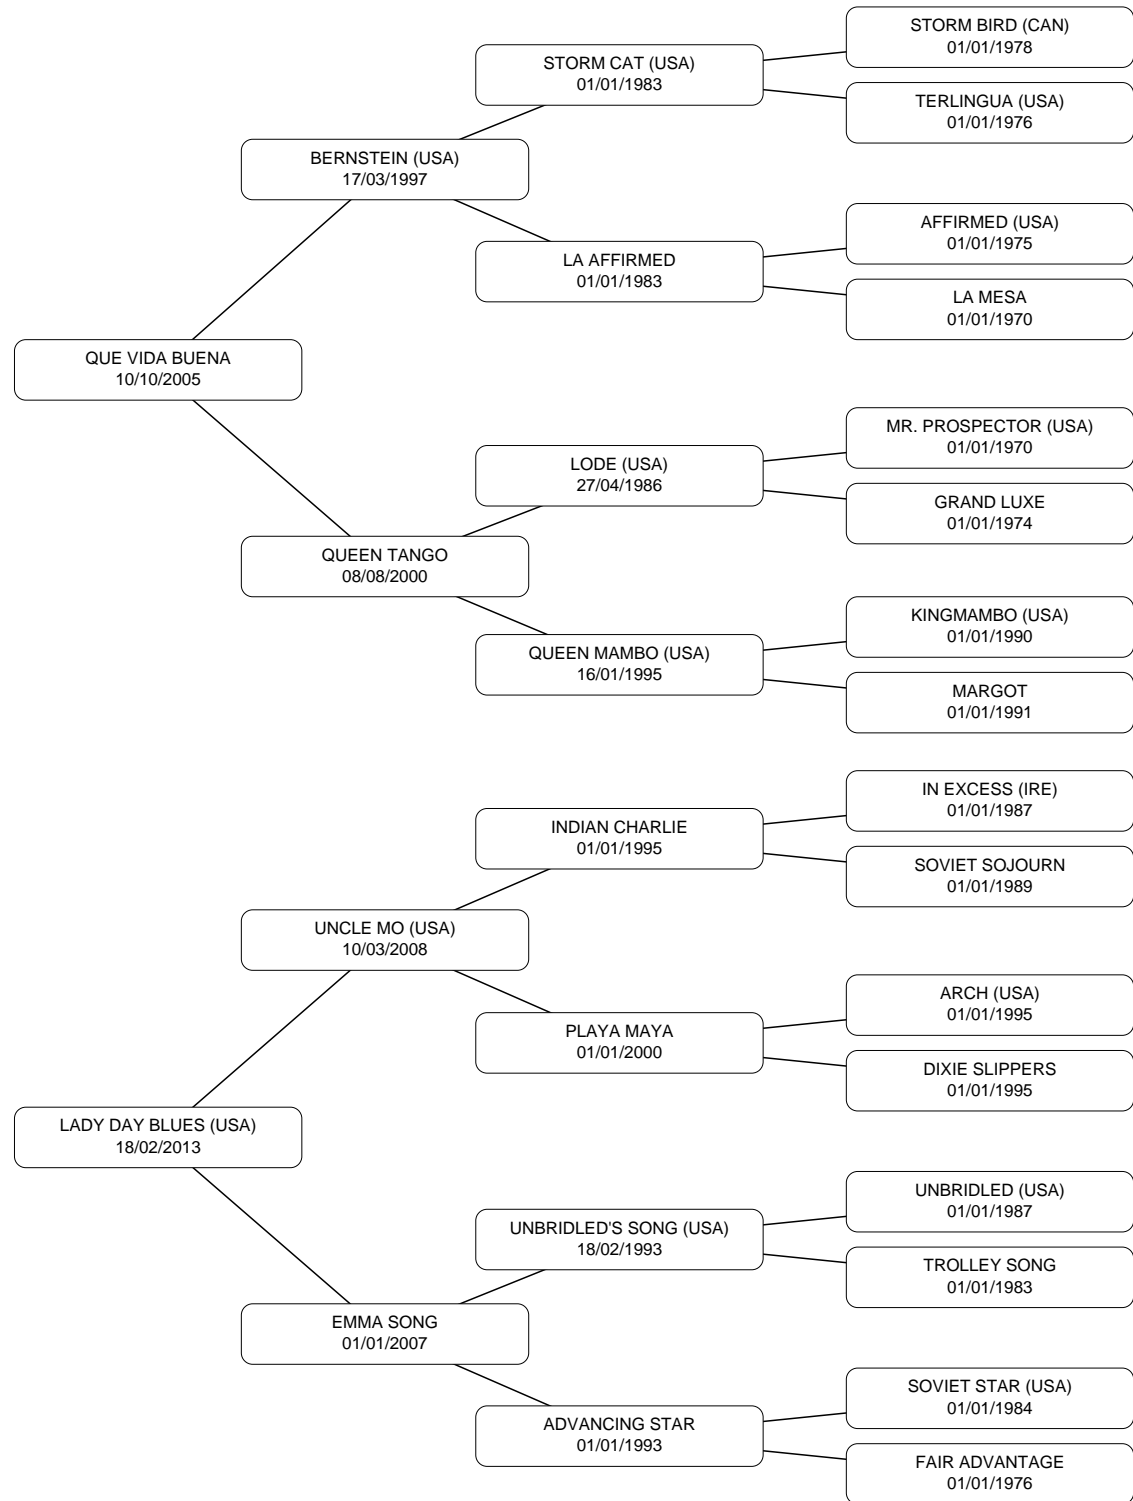 STORM BIRD (CAN)
01/01/1978
STORM CAT (USA)
01/01/1983
TERLINGUA (USA)
01/01/1976
BERNSTEIN (USA)
17/03/1997
AFFIRMED (USA)
01/01/1975
LA AFFIRMED
01/01/1983
LA MESA
01/01/1970
QUE VIDA BUENA
10/10/2005
MR. PROSPECTOR (USA)
01/01/1970
LODE (USA)
27/04/1986
GRAND LUXE
01/01/1974
QUEEN TANGO
08/08/2000
KINGMAMBO (USA)
01/01/1990
QUEEN MAMBO (USA)
16/01/1995
MARGOT
01/01/1991
IN EXCESS (IRE)
01/01/1987
INDIAN CHARLIE
01/01/1995
SOVIET SOJOURN
01/01/1989
UNCLE MO (USA)
10/03/2008
ARCH (USA)
01/01/1995
PLAYA MAYA
01/01/2000
DIXIE SLIPPERS
01/01/1995
LADY DAY BLUES (USA)
18/02/2013
UNBRIDLED (USA)
01/01/1987
UNBRIDLED'S SONG (USA)
18/02/1993
TROLLEY SONG
01/01/1983
EMMA SONG
01/01/2007
SOVIET STAR (USA)
01/01/1984
ADVANCING STAR
01/01/1993
FAIR ADVANTAGE
01/01/1976